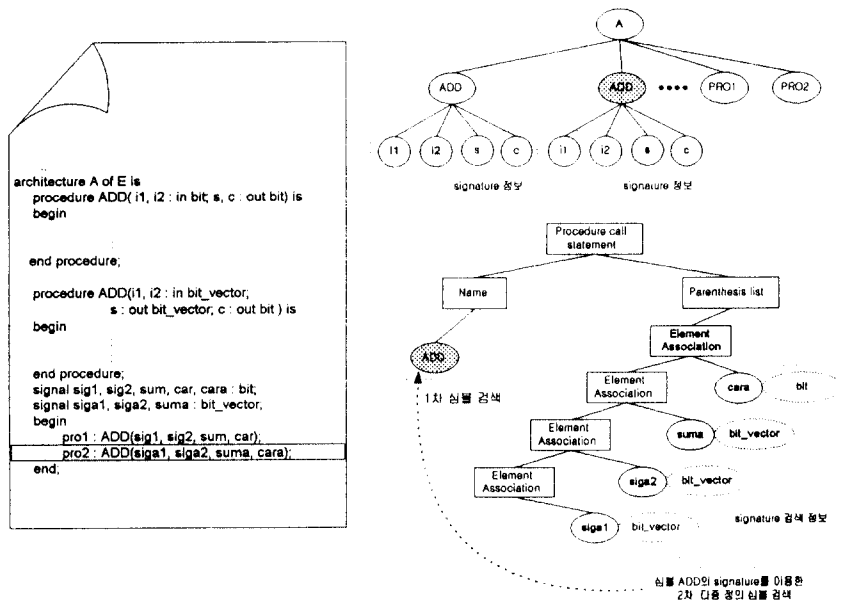 architecture A of E is
procedure ADD( i1, i2 : in bit; s, c : out bit) is
begin
end procedure;
procedure ADD(i1, i2 : in bit_vector;
s : out bit_vector; c : out bit ) is
begin
end procedure;
signal sig1, sig2, sum, car, cara : bit;
signal siga1, siga2, suma : bit_vector;
begin
pro1 : ADD(sig1, sig2, sum, car);
pro2 : ADD(siga1, siga2, suma, cara);
end;
A
ADD
ADD
PRO1
PRO2
i1
i2
s
c
i1
i2
s
c
signature 정보
signature 정보
Procedure call
statement
Name
Parenthesis list
ADD
1차 심볼 검색
Element
Association
Element
Association
cara
bit
Element
Association
suma
bit_vector
Element
Association
siga2
bit_vector
siga1
bit_vector
signature 검색 정보
심볼 ADD의 signature를 이용한
2차 다중 정의 심볼 검색